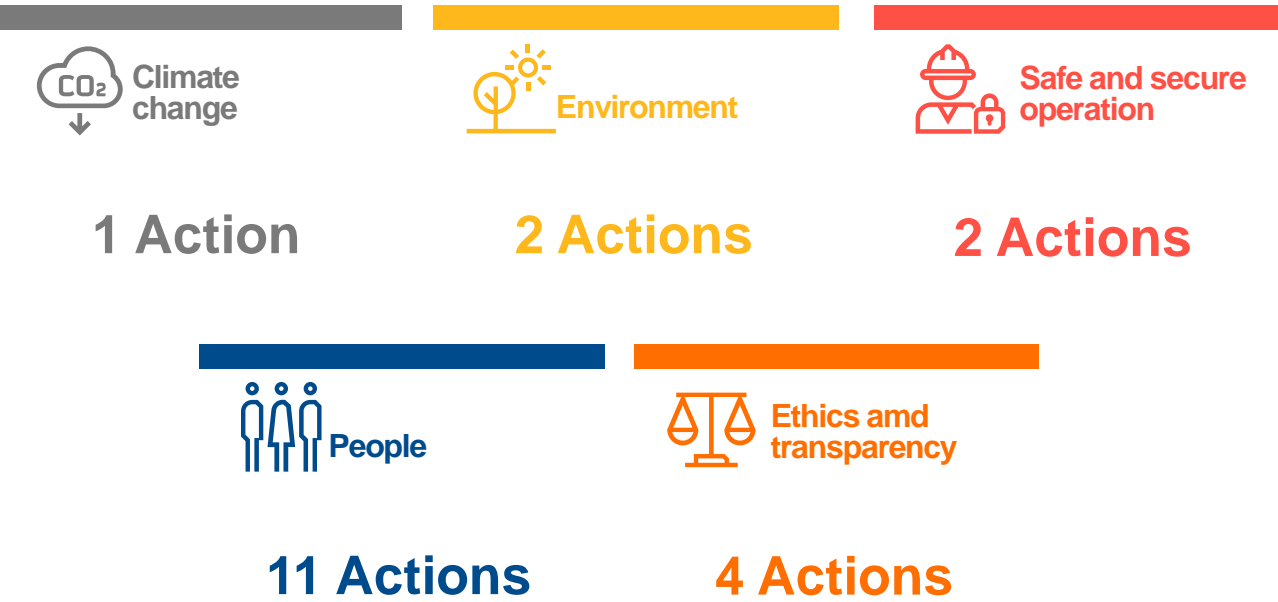 CO2
Climate
change
Environment
Safe and secure
operation
1 Action
2 Actions
2 Actions
People
Ethics amd
transparency
11 Actions
4 Actions